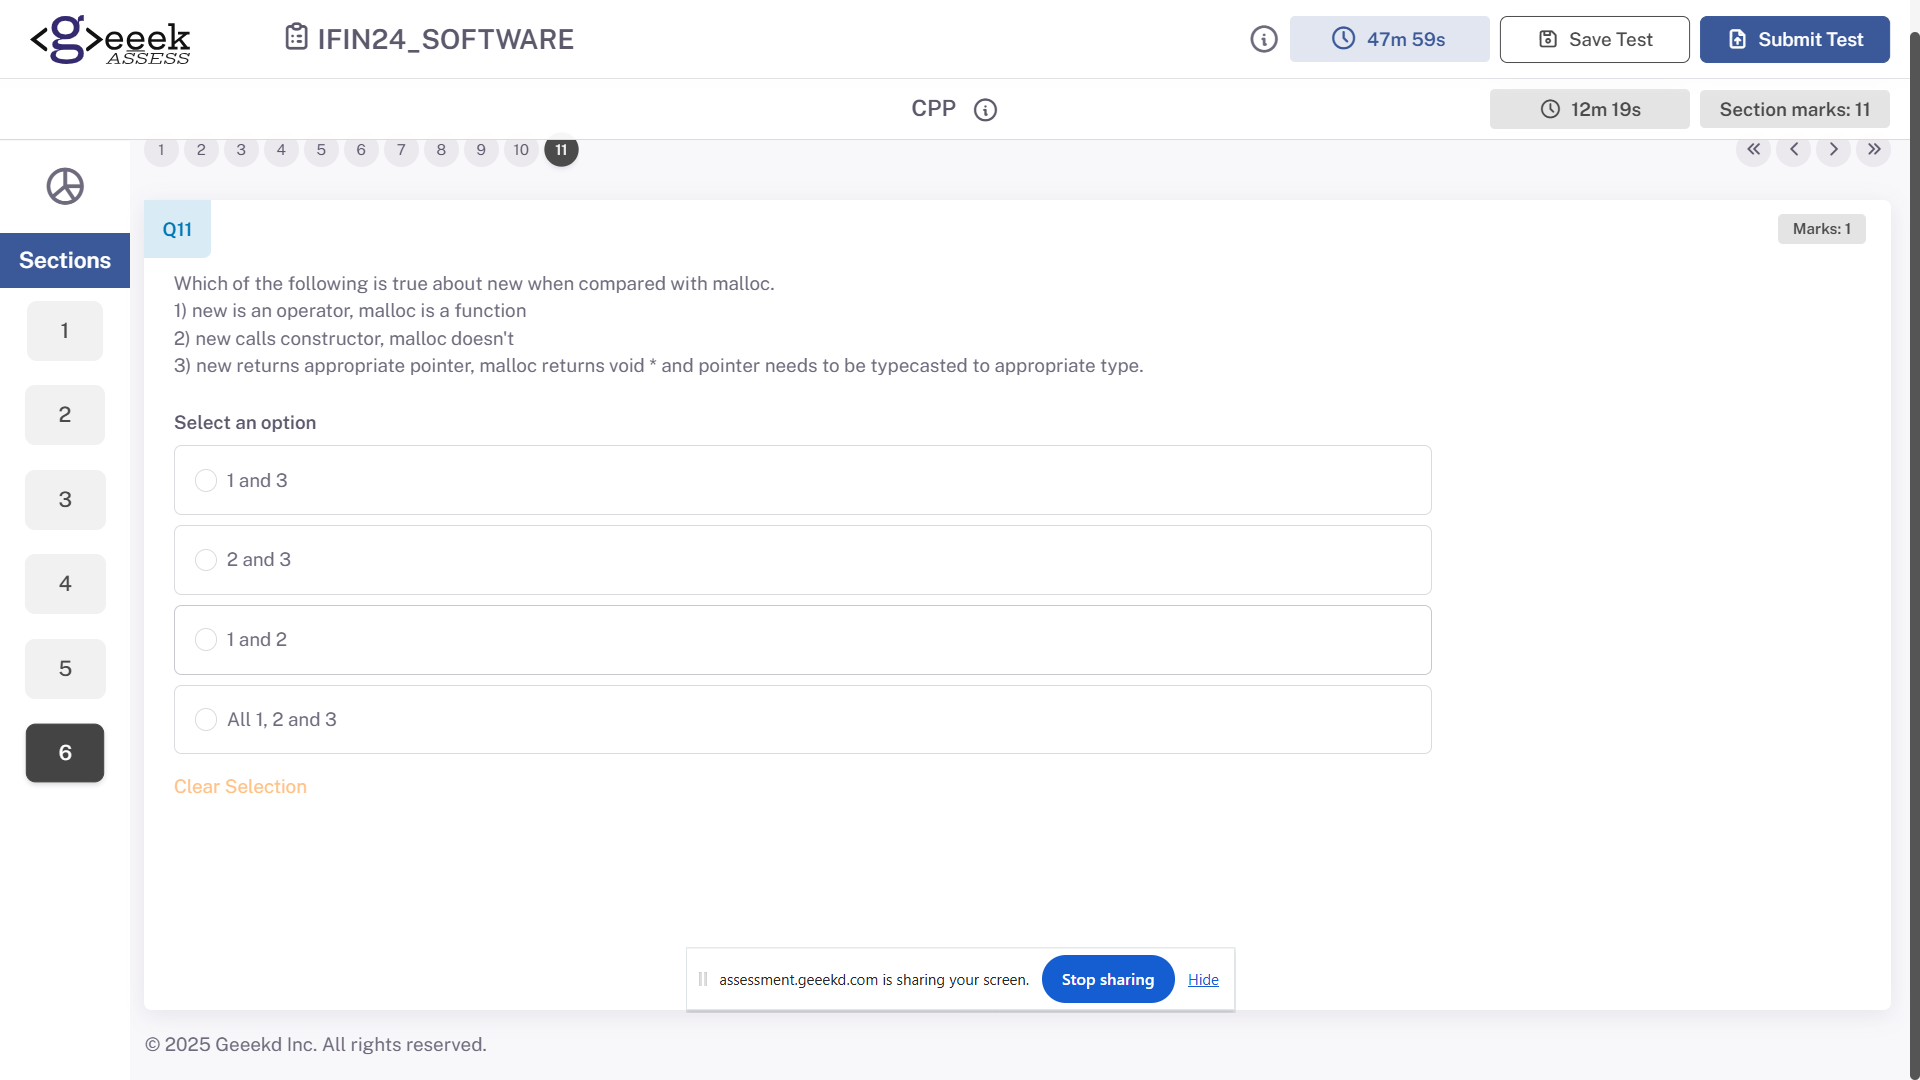 <g>eeek
ASSESS
IFIN24_SOFTWARE
47m 59s
Save Test
Submit Test
CPP
12m 19s
Section marks: 11
1 2 3 4 5 6 7 8 9 10 11
Sections
1
2
3
4
5
6
Q11
Marks: 1
Which of the following is true about new when compared with malloc.
1) new is an operator, malloc is a function
2) new calls constructor, malloc doesn't
3) new returns appropriate pointer, malloc returns void * and pointer needs to be typecasted to appropriate type.
Select an option
1 and 3
2 and 3
1 and 2
All 1, 2 and 3
Clear Selection
assessment.geeekd.com is sharing your screen.
Stop sharing
Hide
© 2025 Geeekd Inc. All rights reserved.